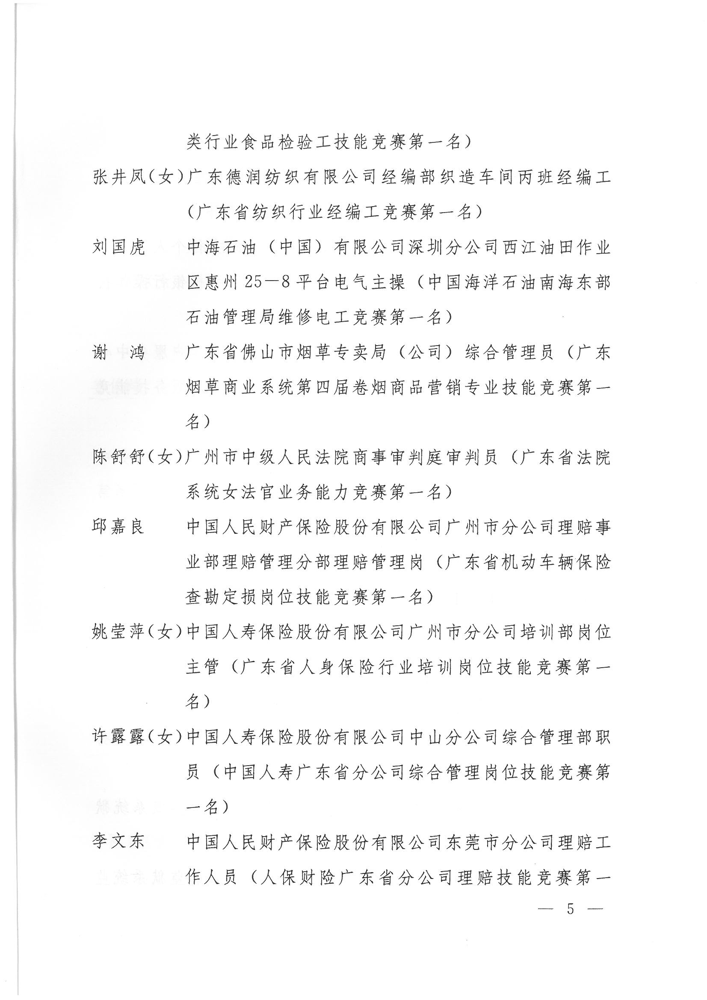 类行业食品检验工技能竞赛第一名）
张井凤（女）广东德润纺织有限公司经编部织造车间丙班经编工
（广东省纺织行业经编工竞赛第一名）
刘国虎 中海石油（中国）有限公司深圳分公司西江油田作业
区惠州25－8平台电气主操（中国海洋石油南海东部
石油管理局维修电工竞赛第一名）
谢　鸿 广东省佛山市烟草专卖局（公司）综合管理员（广东
烟草商业系统第四届卷烟商品营销专业技能竞赛第一
名）
陈舒舒（女）广州市中级人民法院商事审判庭审判员（广东省法院
系统女法官业务能力竞赛第一名）
邱嘉良 中国人民财产保险股份有限公司广州市分公司理赔事
业部理赔管理分部理赔管理岗（广东省机动车辆保险
查勘定损岗位技能竞赛第一名）
姚莹萍（女）中国人寿保险股份有限公司广州市分公司培训部岗位
主管（广东省人身保险行业培训岗位技能竞赛第一
名）
许露露（女）中国人寿保险股份有限公司中山分公司综合管理部职
员（中国人寿广东省分公司综合管理岗位技能竞赛第
一名）
李文东 中国人民财产保险股份有限公司东莞市分公司理赔工
作人员（人保财险广东省分公司理赔技能竞赛第一
— 5 —